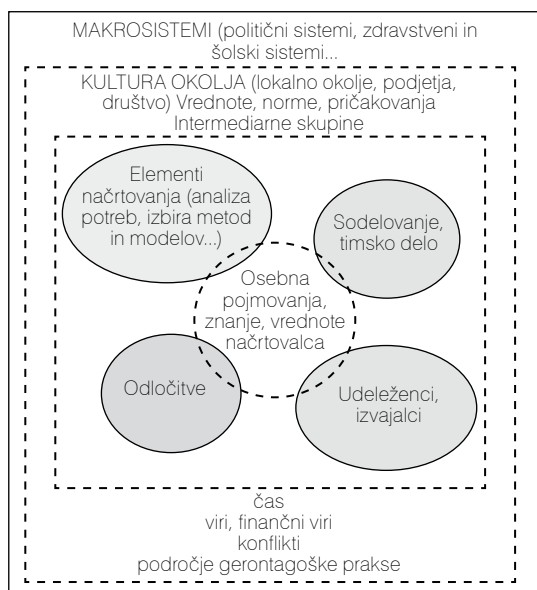 MAKROSISTEMI (politični sistemi, zdravstveni in
šolski sistemi...
KULTURA OKOLJA (lokalno okolje, podjetja,
društvo) Vrednote, norme, pričakovanja
Intermediarne skupine
Elementi
načrtovanja (analiza
potreb, izbira metod
in modelov...)
Sodelovanje,
timsko delo
Osebna
pojmovanja,
znanje, vrednote
načrtovalca
Odločitve
Udeleženci,
izvajalci
čas
viri, finančni viri
konflikti
področje gerontagoške prakse